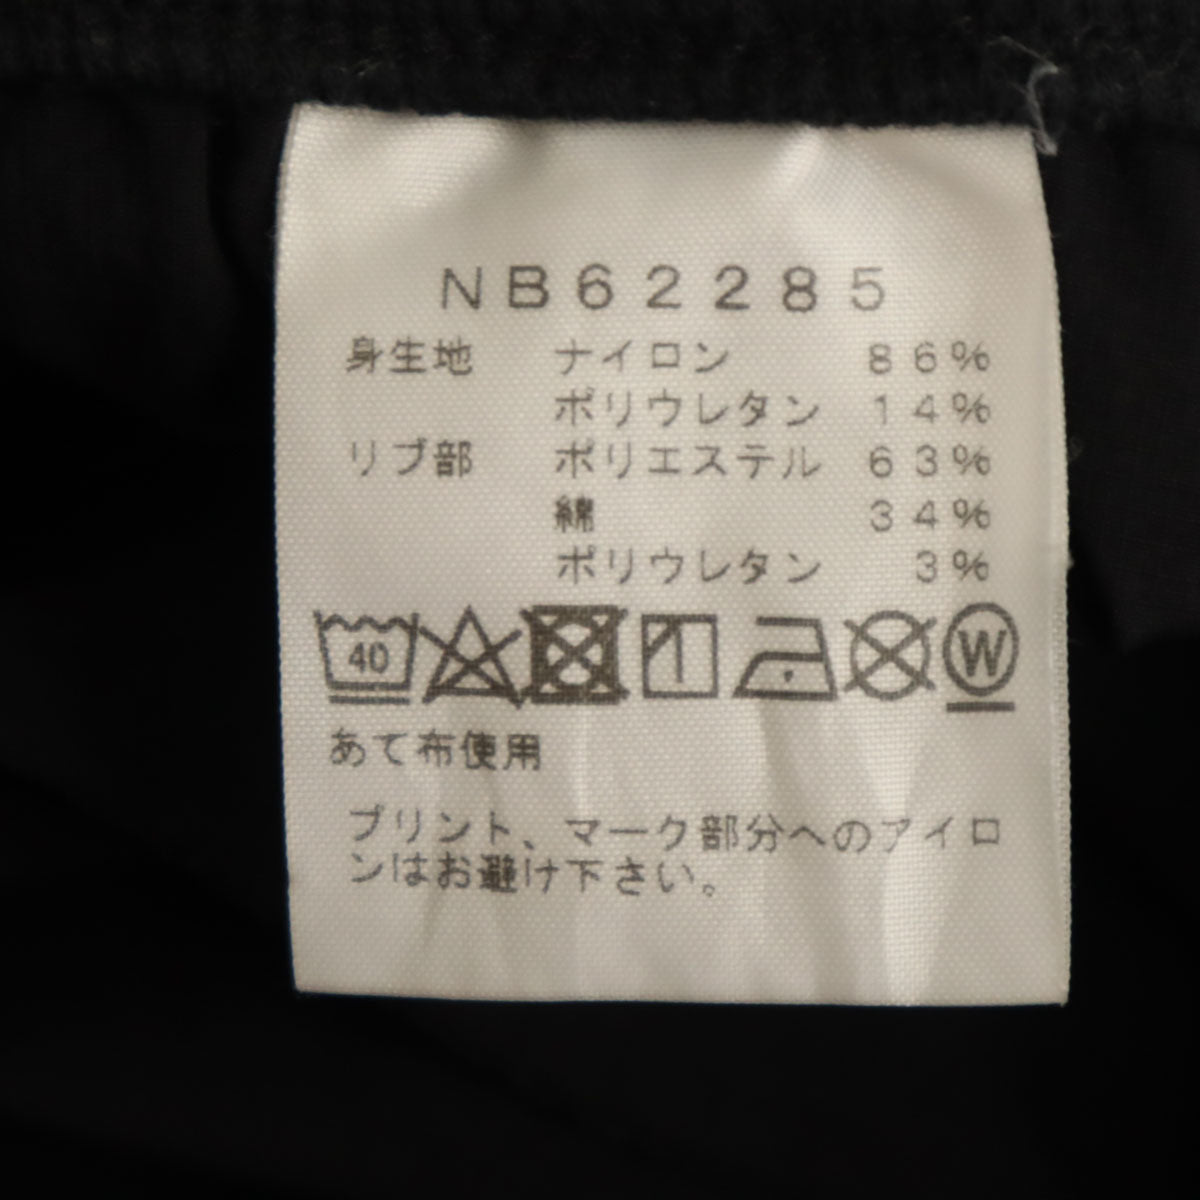 NB62285
身生地 ナイロン 86%
ポリウレタン 14%
リブ部 ポリエステル 63%
綿 34%
ポリウレタン 3%
40 W
あて布使用
プリント、マーク部分へのアイロ
ンはお避け下さい。